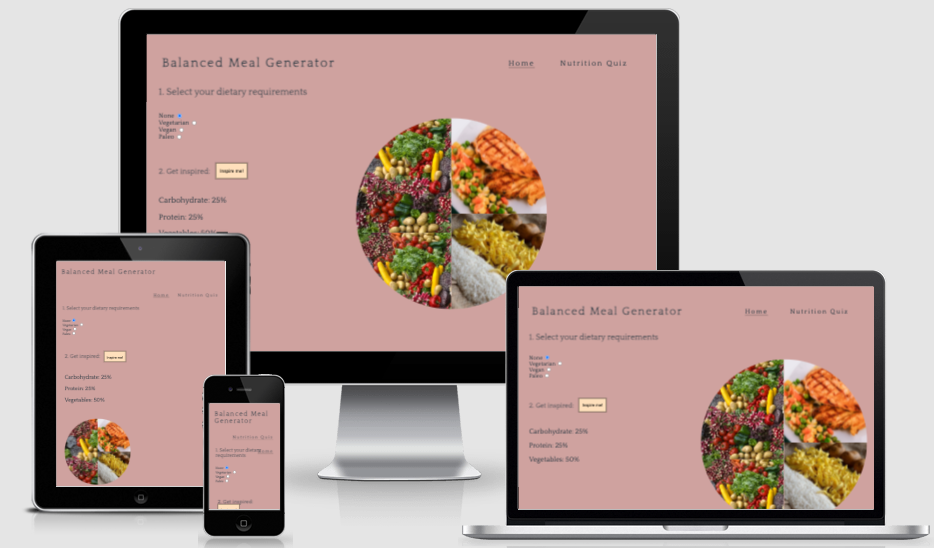 Balanced Meal Generator
Home Nutrition Quiz
1. Select your dietary requirements
None
Vegetarian
Vegan
Paleo
2. Get inspired: Inspire me!
Carbohydrate: 25%
Protein: 25%
Vegetables: 50%
Balanced Meal Generator
Home Nutrition Quiz
1. Select your dietary requirements
None
Vegetarian
Vegan
Paleo
2. Get inspired: Inspire me!
Carbohydrate: 25%
Protein: 25%
Vegetables: 50%
Balanced Meal
Generator
Nutrition Quiz
Home
1. Select your dietary
requirements
None
Vegetarian
Vegan
Paleo
2. Get inspired:
Balanced Meal Generator
Home Nutrition Quiz
1. Select your dietary requirements
None
Vegetarian
Vegan
Paleo
2. Get inspired: Inspire me!
Carbohydrate: 25%
Protein: 25%
Vegetables: 50%